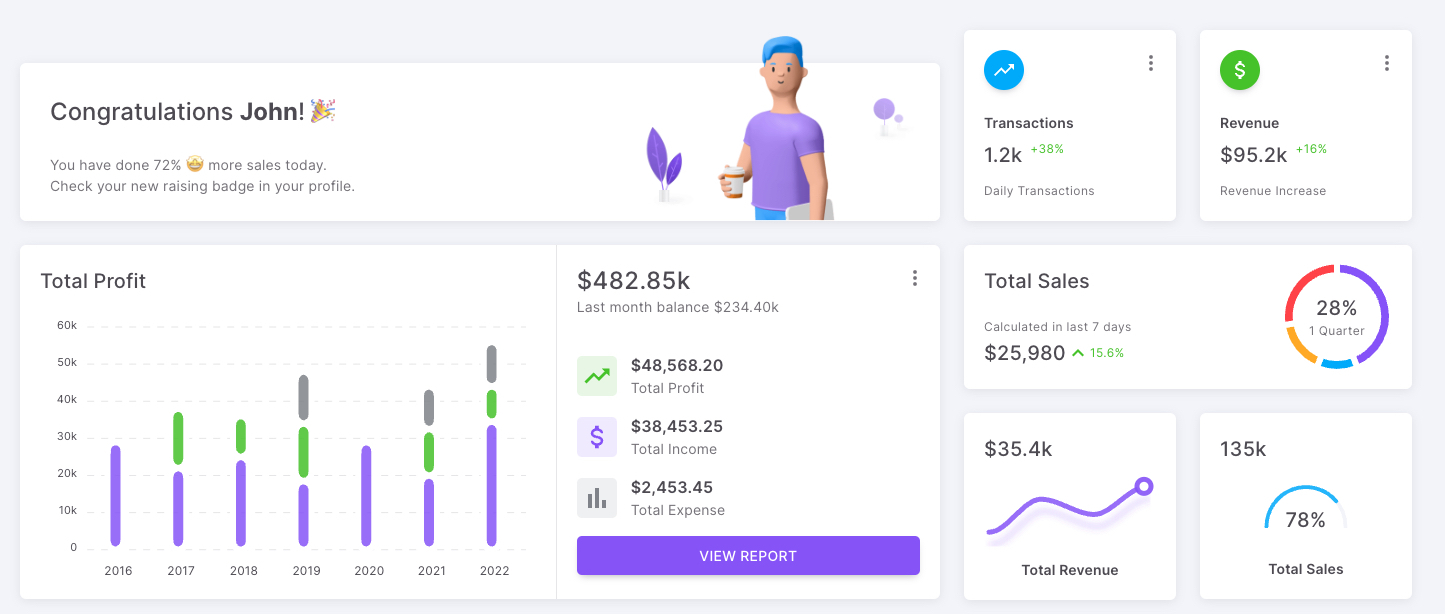 Congratulations John! 🎉
You have done 72% 🤩 more sales today.
Check your new raising badge in your profile.
Transactions
1.2k +38%
Daily Transactions
Revenue
$95.2k +16%
Revenue Increase
Total Profit
60k
50k
40k
30k
20k
10k
0
2016 2017 2018 2019 2020 2021 2022
$482.85k
Last month balance $234.40k
$48,568.20
Total Profit
$38,453.25
Total Income
$2,453.45
Total Expense
VIEW REPORT
Total Sales
Calculated in last 7 days
$25,980 15.6%
28%
1 Quarter
$35.4k
Total Revenue
135k
78%
Total Sales